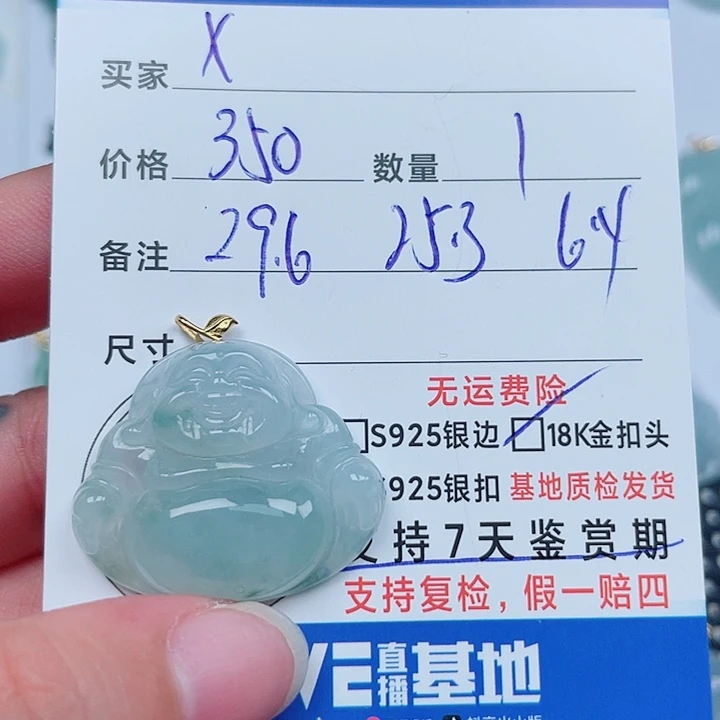 买家 X
价格 350 数量 1
备注 29.6 25.3 6.4
尺寸
无运费险
□S925银边 □18K金扣头
925银扣 基地质检发货
支持7天鉴赏期
支持复检，假一赔四
VE直播基地